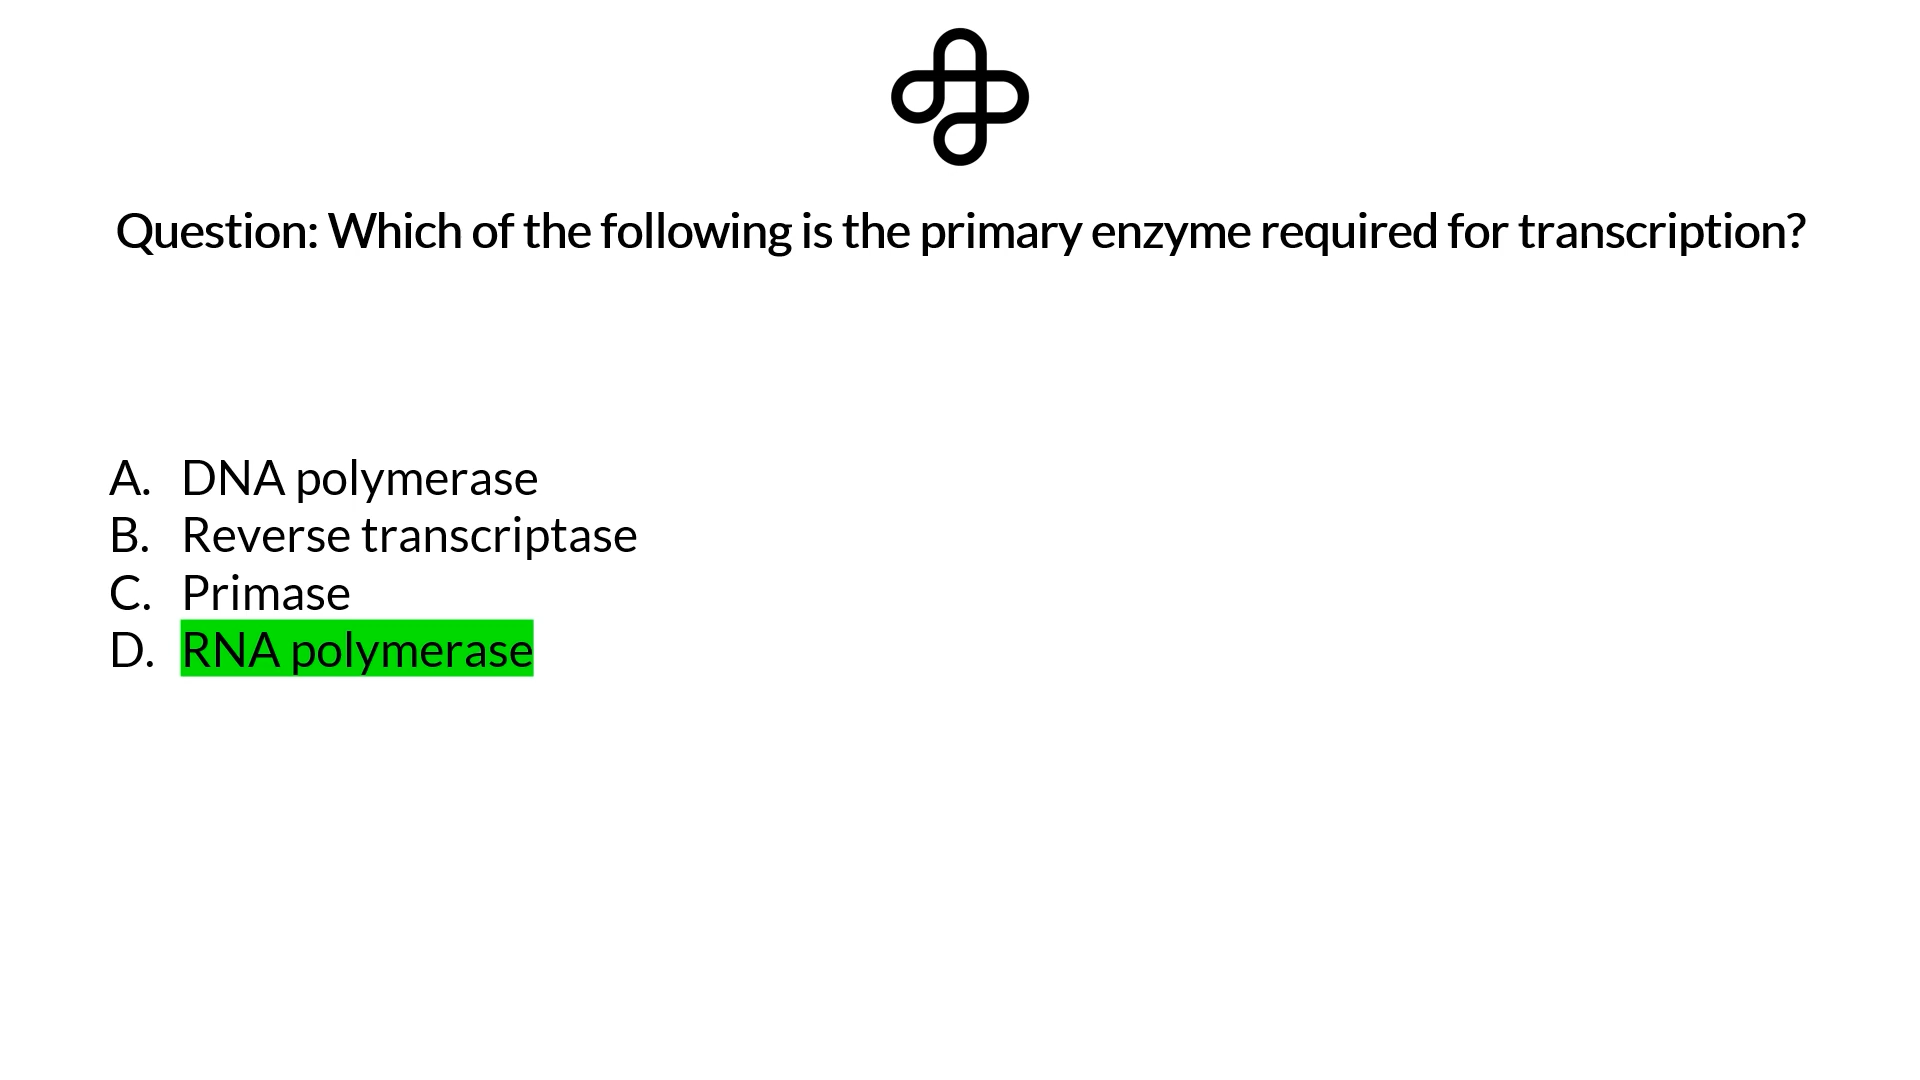 Question: Which of the following is the primary enzyme required for transcription?
A. DNA polymerase
B. Reverse transcriptase
C. Primase
D. RNA polymerase